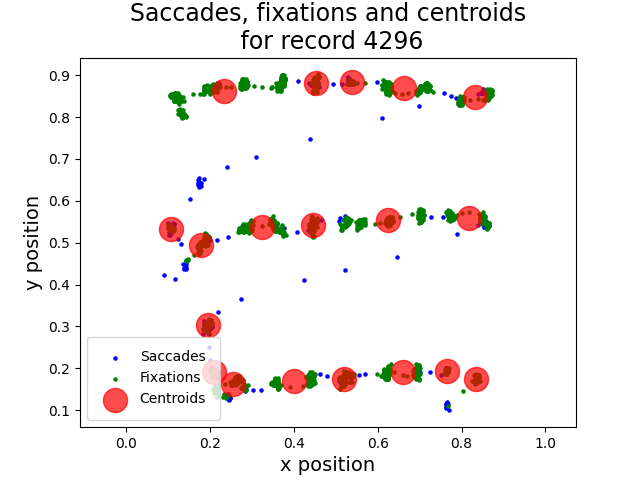 Saccades, fixations and centroids
for record 4296
y position
0.9
0.8
0.7
0.6
0.5
0.4
0.3
0.2
0.1
Saccades
Fixations
Centroids
0.0 0.2 0.4 0.6 0.8 1.0
x position